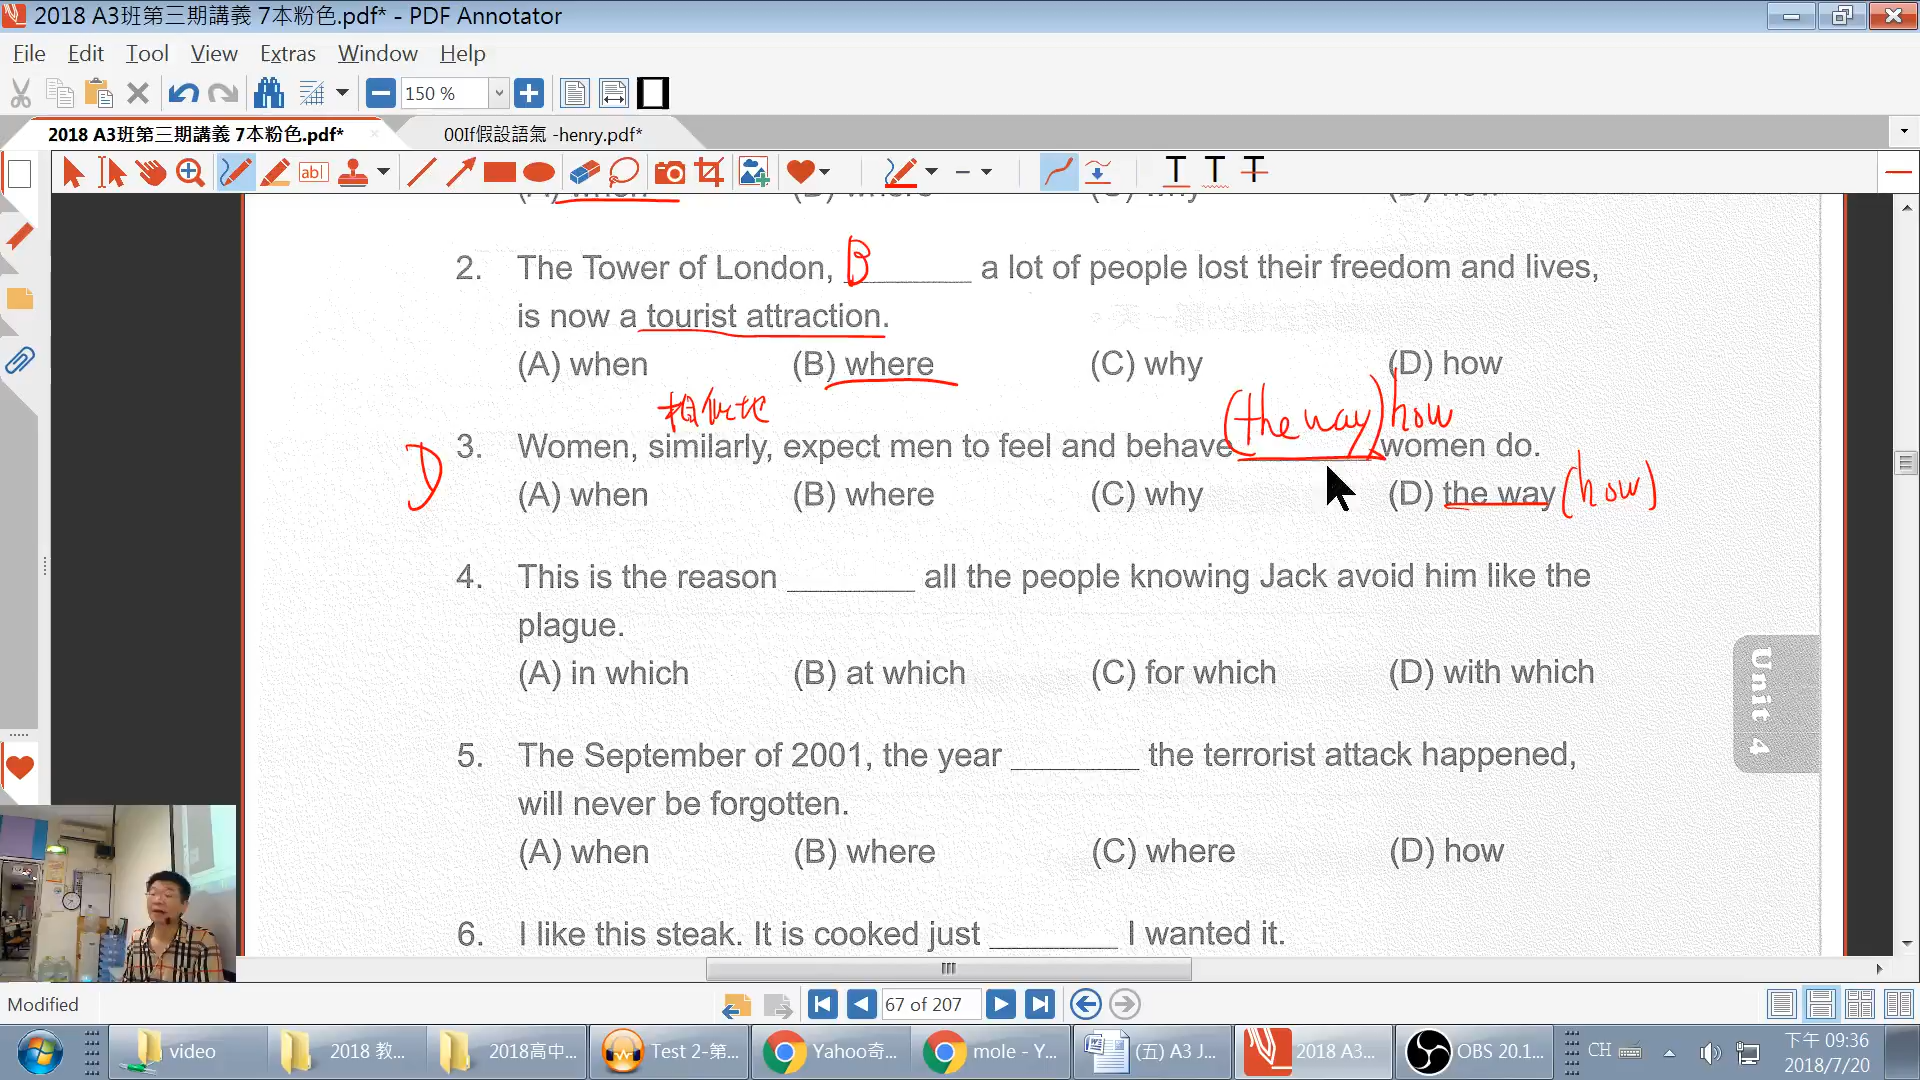 2018 A3班第三期講義 7本粉色.pdf* - PDF Annotator
File Edit Tool View Extras Window Help
150 %
2018 A3班第三期講義 7本粉色.pdf*
00If假設語氣 -henry.pdf*
2. The Tower of London, B ________ a lot of people lost their freedom and lives,
is now a tourist attraction.
(A) when (B) where (C) why (D) how
相似地
(the way) how
D 3. Women, similarly, expect men to feel and behave ________ women do.
(A) when (B) where (C) why (D) the way (how)
4. This is the reason ________ all the people knowing Jack avoid him like the
plague.
(A) in which (B) at which (C) for which (D) with which
Unit 4
5. The September of 2001, the year ________ the terrorist attack happened,
will never be forgotten.
(A) when (B) where (C) where (D) how
6. I like this steak. It is cooked just ________ I wanted it.
Modified
67 of 207
video
2018 教...
2018高中...
Test 2-第...
Yahoo奇...
mole - Y...
(五) A3 J...
2018 A3...
OBS 20.1...
CH
下午 09:36
2018/7/20